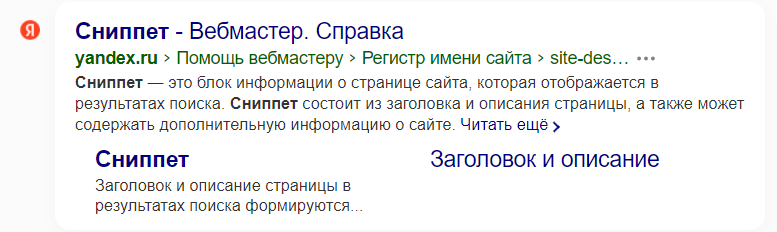 Я
Сниппет - Вебмастер. Справка
yandex.ru › Помощь вебмастеру › Регистр имени сайта › site-des…
Сниппет — это блок информации о странице сайта, которая отображается в
результатах поиска. Сниппет состоит из заголовка и описания страницы, а также может
содержать дополнительную информацию о сайте. Читать ещё ›
Сниппет
Заголовок и описание страницы в
результатах поиска формируются...
Заголовок и описание